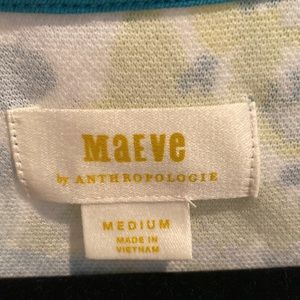 MAEVE
by ANTHROPOLOGIE
MEDIUM
MADE IN
VIETNAM